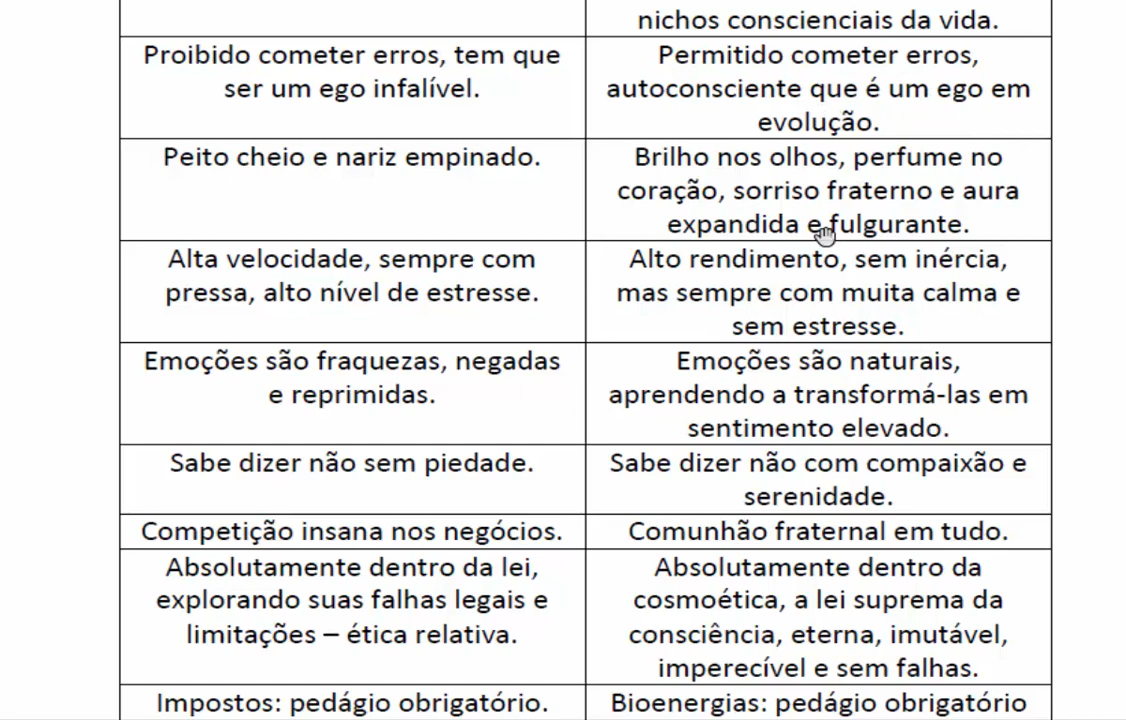 nichos conscienciais da vida.
Proibido cometer erros, tem que
ser um ego infalível.
Permitido cometer erros,
autoconsciente que é um ego em
evolução.
Peito cheio e nariz empinado.
Brilho nos olhos, perfume no
coração, sorriso fraterno e aura
expandida e fulgurante.
Alta velocidade, sempre com
pressa, alto nível de estresse.
Alto rendimento, sem inércia,
mas sempre com muita calma e
sem estresse.
Emoções são fraquezas, negadas
e reprimidas.
Emoções são naturais,
aprendendo a transformá-las em
sentimento elevado.
Sabe dizer não sem piedade.
Sabe dizer não com compaixão e
serenidade.
Competição insana nos negócios.
Comunhão fraternal em tudo.
Absolutamente dentro da lei,
explorando suas falhas legais e
limitações – ética relativa.
Absolutamente dentro da
cosmoética, a lei suprema da
consciência, eterna, imutável,
imperecível e sem falhas.
Impostos: pedágio obrigatório.
Bioenergias: pedágio obrigatório